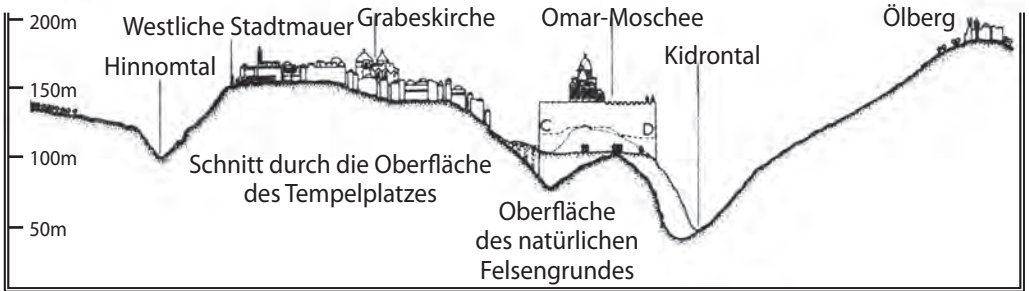 200m
Westliche Stadtmauer
Grabeskirche
Omar-Moschee
Ölberg
Hinnomtal
Kidrontal
150m
C
D
100m
Schnitt durch die Oberfläche
des Tempelplatzes
Oberfläche
des natürlichen
Felsengrundes
50m